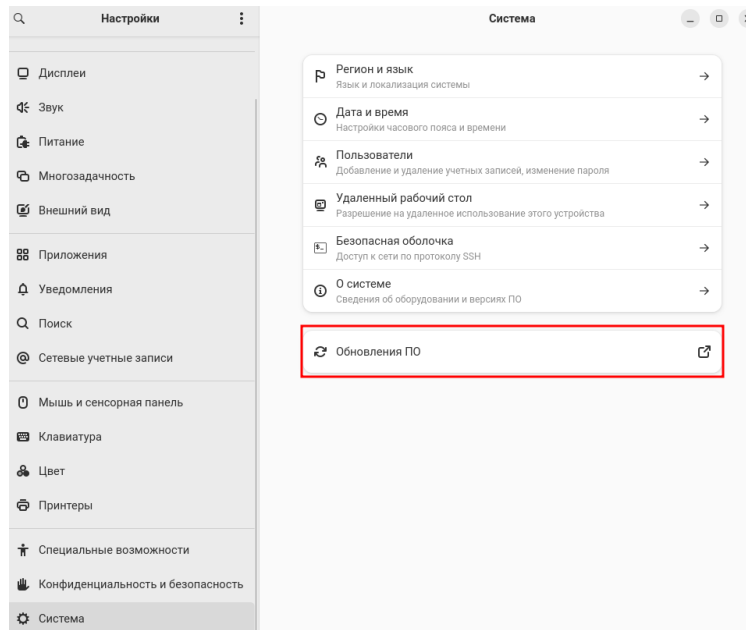 Настройки
Система
Дисплеи
Звук
Питание
Многозадачность
Внешний вид
Приложения
Уведомления
Поиск
Сетевые учетные записи
Мышь и сенсорная панель
Клавиатура
Цвет
Принтеры
Специальные возможности
Конфиденциальность и безопасность
Система
Регион и язык
Язык и локализация системы
Дата и время
Настройки часового пояса и времени
Пользователи
Добавление и удаление учетных записей, изменение пароля
Удаленный рабочий стол
Разрешение на удаленное использование этого устройства
Безопасная оболочка
Доступ к сети по протоколу SSH
О системе
Сведения об оборудовании и версиях ПО
Обновления ПО